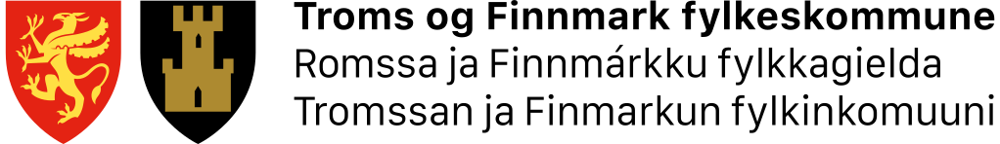 Troms og Finnmark fylkeskommune
Romssa ja Finnmárkku fylkkagielda
Tromssan ja Finmarkun fylkinkomuuni